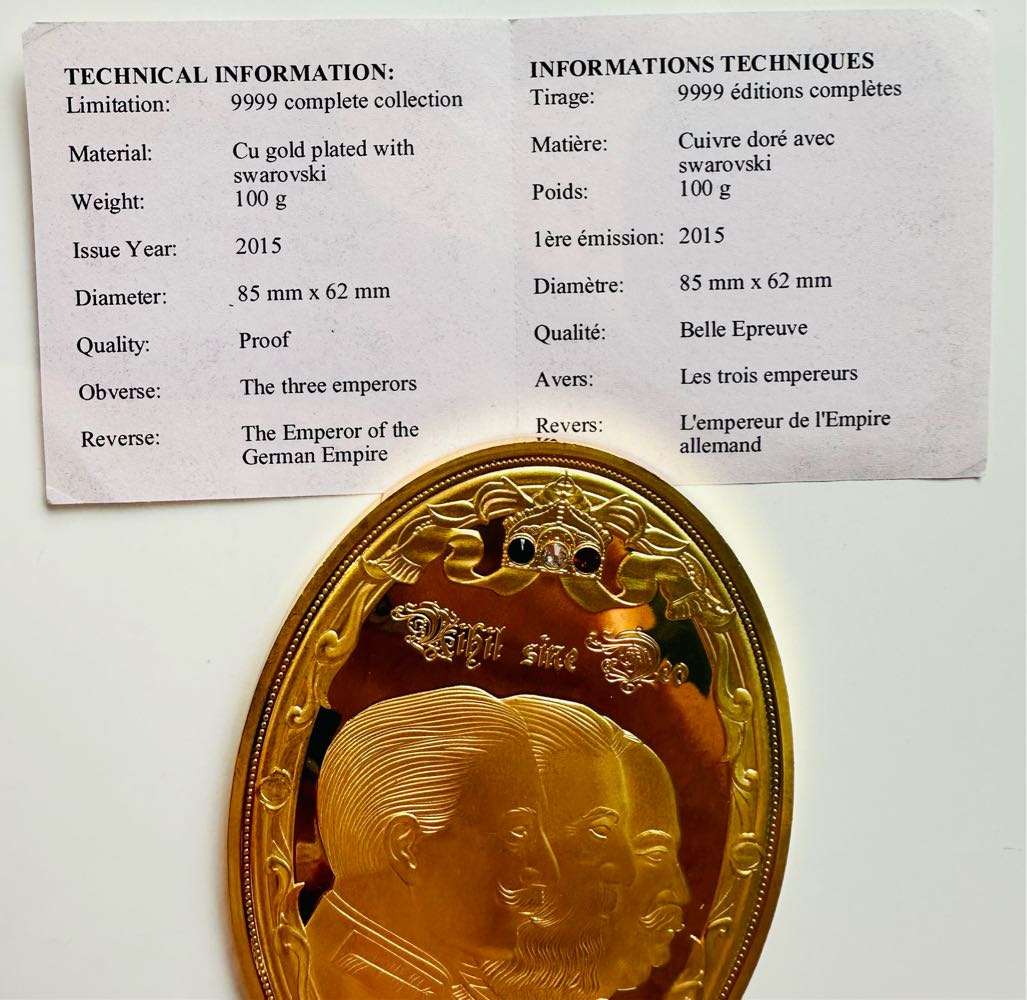 TECHNICAL INFORMATION:
Limitation: 9999 complete collection
Material: Cu gold plated with
swarovski
Weight: 100 g
Issue Year: 2015
Diameter: 85 mm x 62 mm
Quality: Proof
Obverse: The three emperors
Reverse: The Emperor of the
German Empire
INFORMATIONS TECHNIQUES
Tirage: 9999 éditions complètes
Matière: Cuivre doré avec
swarovski
Poids: 100 g
1ère émission: 2015
Diamètre: 85 mm x 62 mm
Qualité: Belle Epreuve
Avers: Les trois empereurs
Revers: L'empereur de l'Empire
allemand
Nihil sine Deo